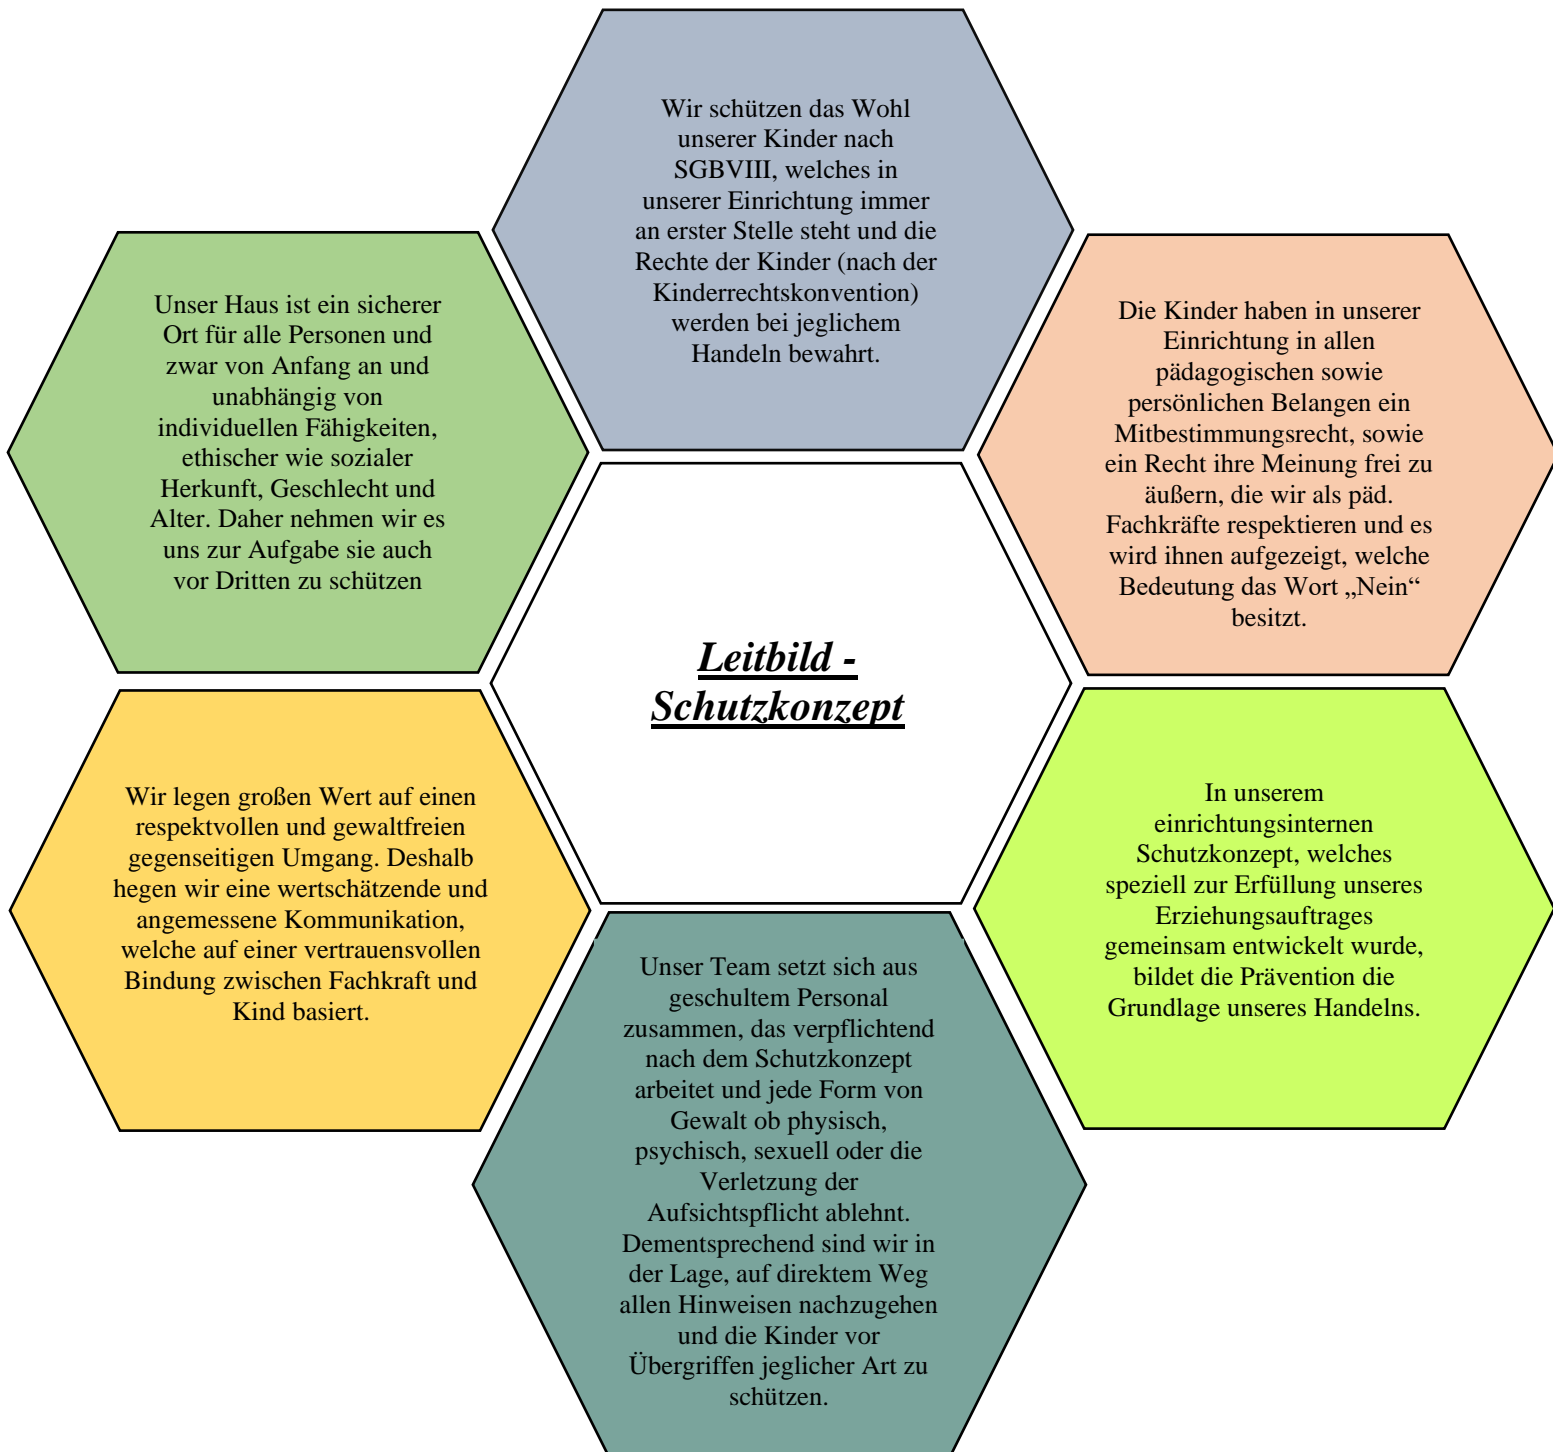 Wir schützen das Wohl
unserer Kinder nach
SGBVIII, welches in
unserer Einrichtung immer
an erster Stelle steht und die
Rechte der Kinder (nach der
Kinderrechtskonvention)
werden bei jeglichem
Handeln bewahrt.
Unser Haus ist ein sicherer
Ort für alle Personen und
zwar von Anfang an und
unabhängig von
individuellen Fähigkeiten,
ethischer wie sozialer
Herkunft, Geschlecht und
Alter. Daher nehmen wir es
uns zur Aufgabe sie auch
vor Dritten zu schützen
Die Kinder haben in unserer
Einrichtung in allen
pädagogischen sowie
persönlichen Belangen ein
Mitbestimmungsrecht, sowie
ein Recht ihre Meinung frei zu
äußern, die wir als päd.
Fachkräfte respektieren und es
wird ihnen aufgezeigt, welche
Bedeutung das Wort „Nein“
besitzt.
Leitbild -
Schutzkonzept
Wir legen großen Wert auf einen
respektvollen und gewaltfreien
gegenseitigen Umgang. Deshalb
hegen wir eine wertschätzende und
angemessene Kommunikation,
welche auf einer vertrauensvollen
Bindung zwischen Fachkraft und
Kind basiert.
In unserem
einrichtungsinternen
Schutzkonzept, welches
speziell zur Erfüllung unseres
Erziehungsauftrages
gemeinsam entwickelt wurde,
bildet die Prävention die
Grundlage unseres Handelns.
Unser Team setzt sich aus
geschultem Personal
zusammen, das verpflichtend
nach dem Schutzkonzept
arbeitet und jede Form von
Gewalt ob physisch,
psychisch, sexuell oder die
Verletzung der
Aufsichtspflicht ablehnt.
Dementsprechend sind wir in
der Lage, auf direktem Weg
allen Hinweisen nachzugehen
und die Kinder vor
Übergriffen jeglicher Art zu
schützen.